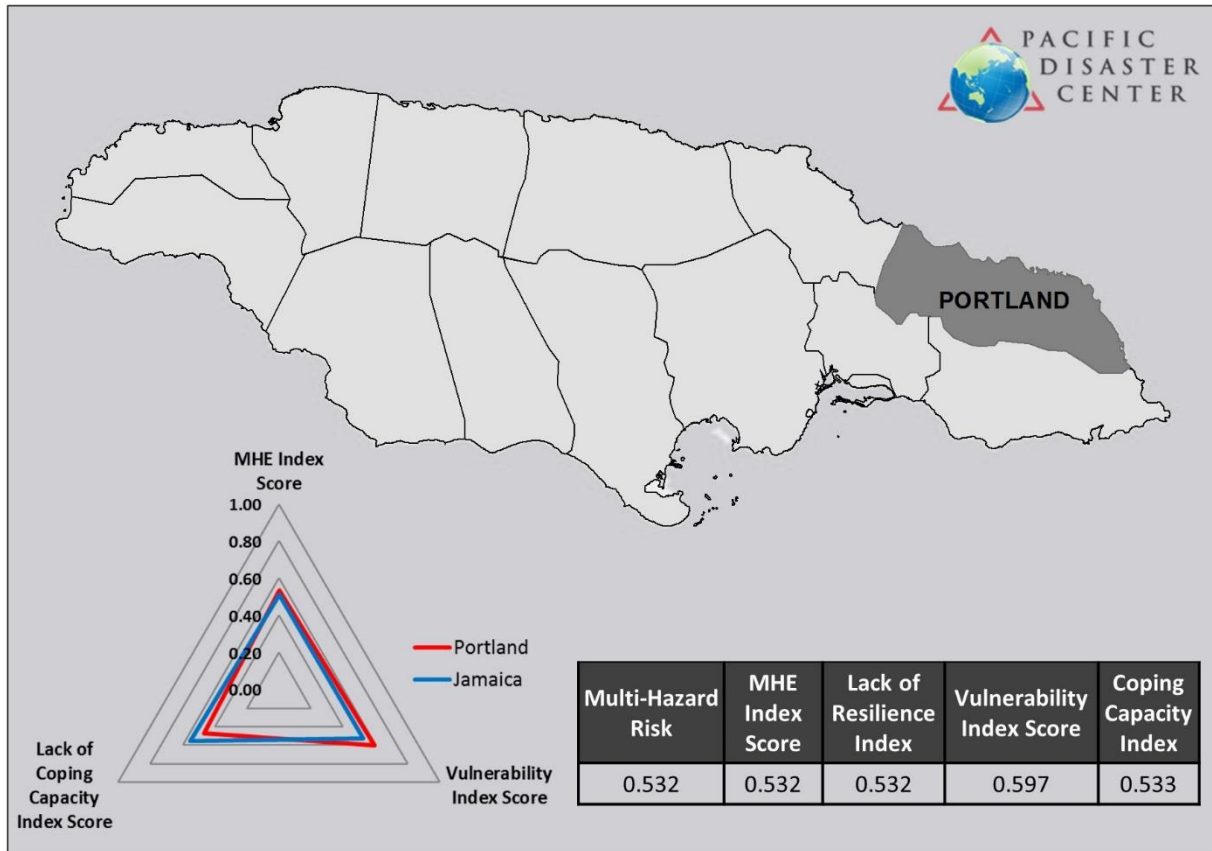 PACIFIC
DISASTER
CENTER
PORTLAND
MHE Index
Score
1.00
0.80
0.60
0.40
0.20
0.00
Portland
Jamaica
Lack of
Coping
Capacity
Index Score
Vulnerability
Index Score
Multi-Hazard
Risk
MHE
Index
Score
Lack of
Resilience
Index
Vulnerability
Index Score
Coping
Capacity
Index
0.532
0.532
0.532
0.597
0.533